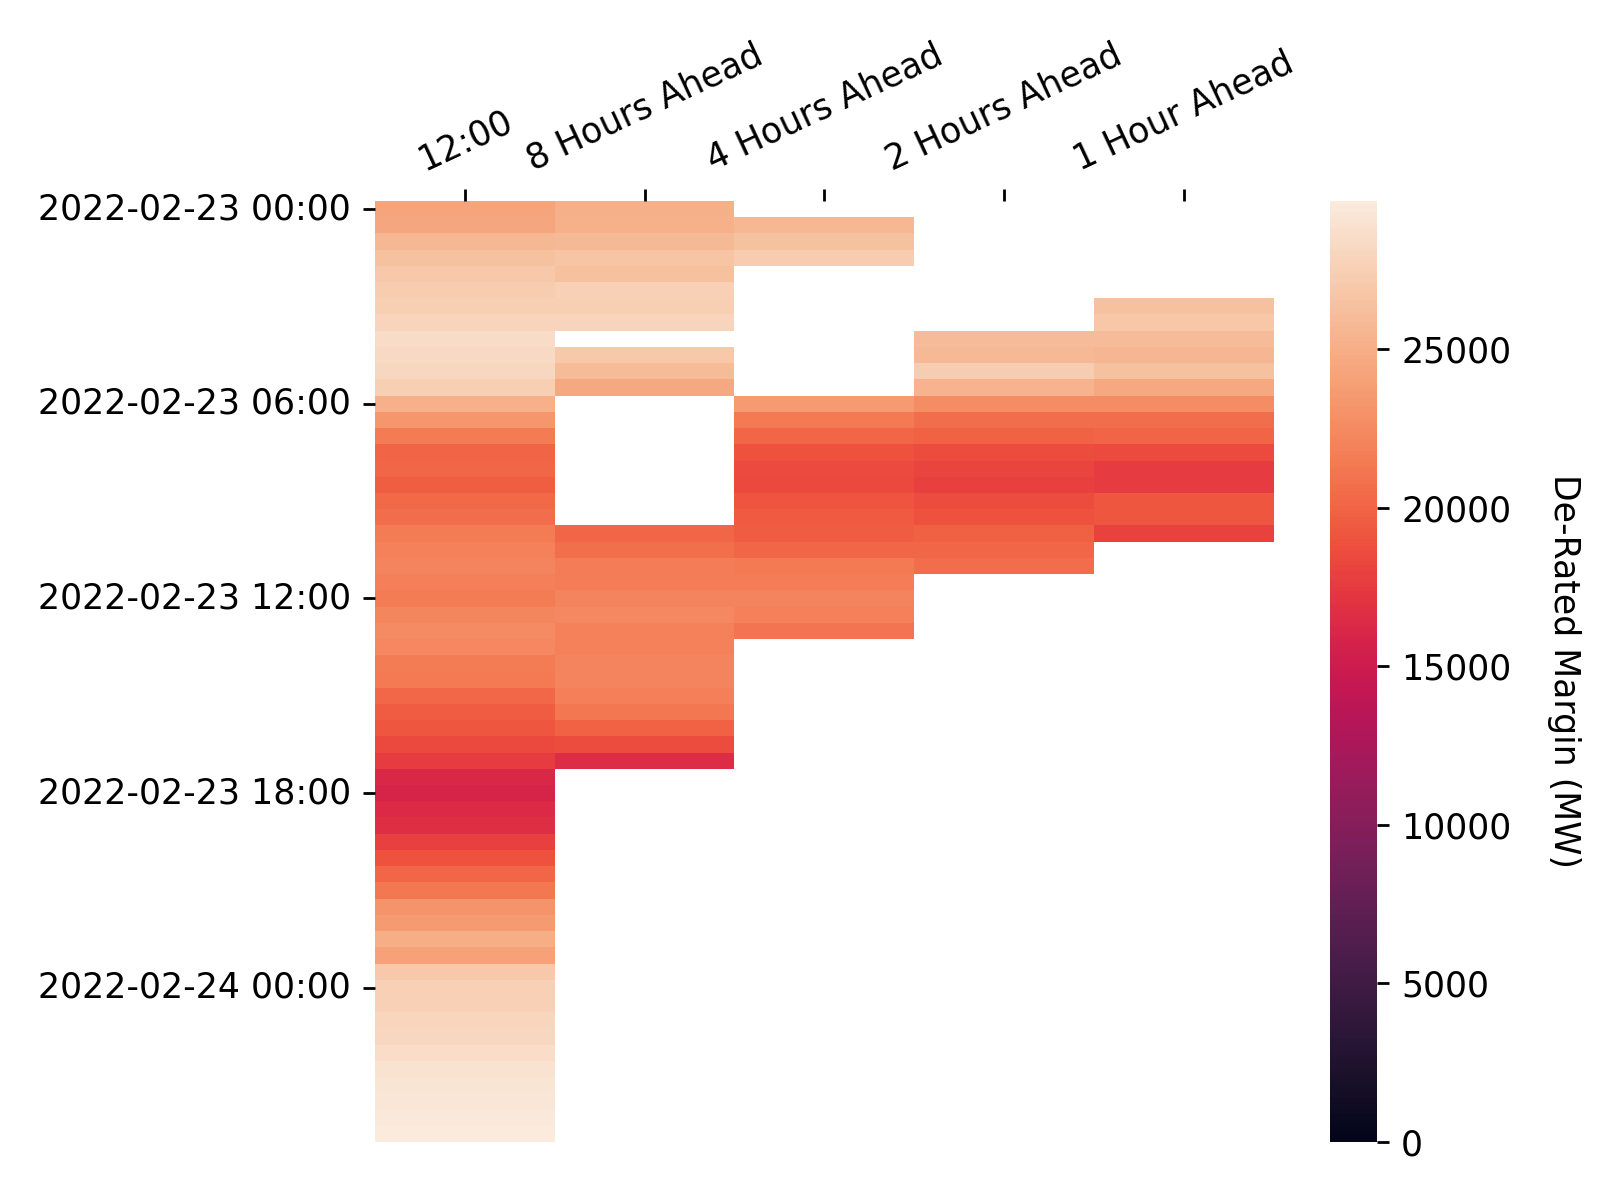 12:00
8 Hours Ahead
4 Hours Ahead
2 Hours Ahead
1 Hour Ahead
2022-02-23 00:00
2022-02-23 06:00
2022-02-23 12:00
2022-02-23 18:00
2022-02-24 00:00
25000
20000
15000
10000
5000
0
De-Rated Margin (MW)